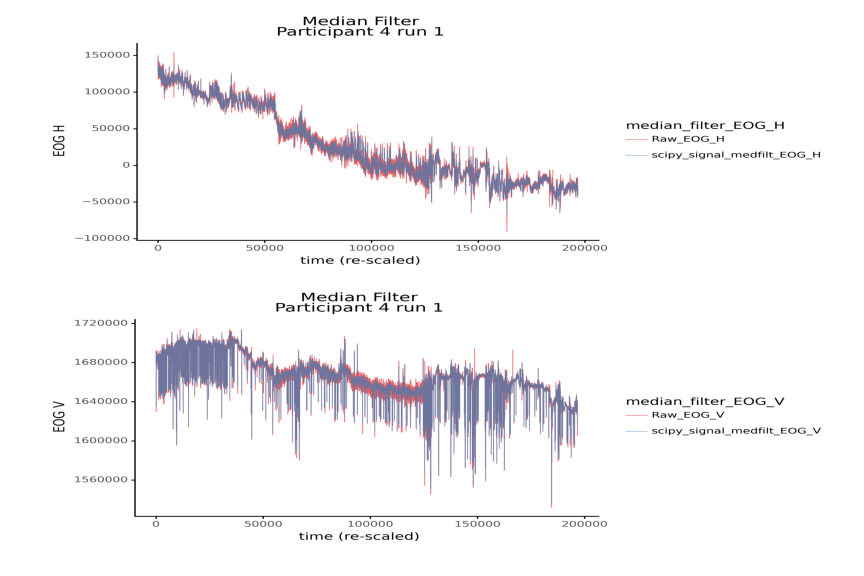 Median Filter
Participant 4 run 1
150000
100000
50000
0
−50000
−100000
EOG H
0 50000 100000 150000 200000
time (re-scaled)
median_filter_EOG_H
Raw_EOG_H
scipy_signal_medfilt_EOG_H
Median Filter
Participant 4 run 1
1720000
1680000
1640000
1600000
1560000
EOG V
0 50000 100000 150000 200000
time (re-scaled)
median_filter_EOG_V
Raw_EOG_V
scipy_signal_medfilt_EOG_V